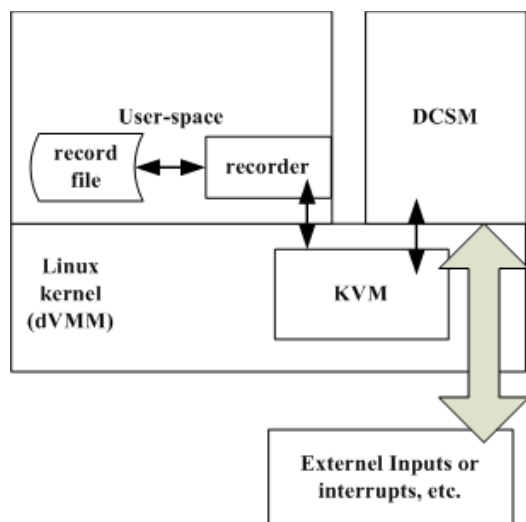 User-space
DCSM
record
file
recorder
Linux
kernel
(dVMM)
KVM
Externel Inputs or
interrupts, etc.